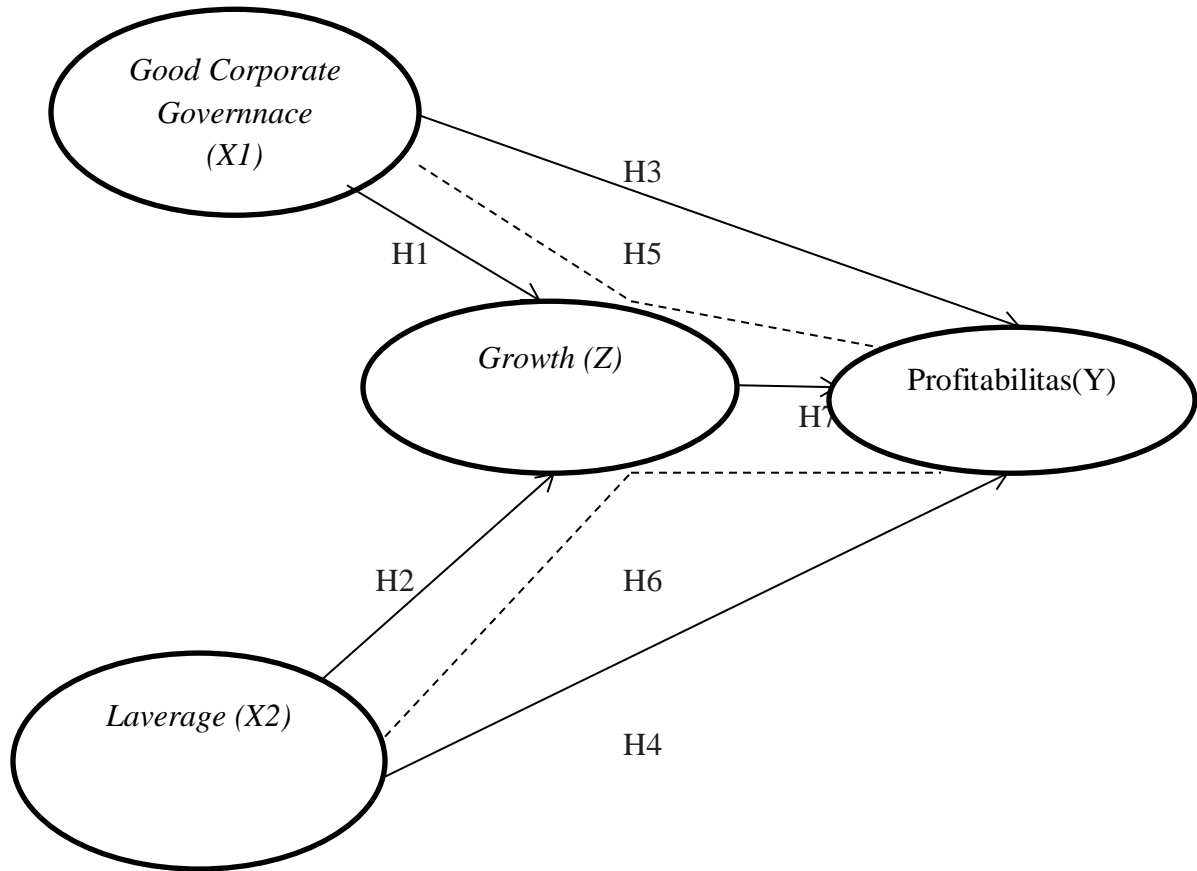 Good Corporate
Governnace
(X1)
H3
H5
H1
Growth (Z)
Profitabilitas(Y)
H7
H2
H6
Laverage (X2)
H4